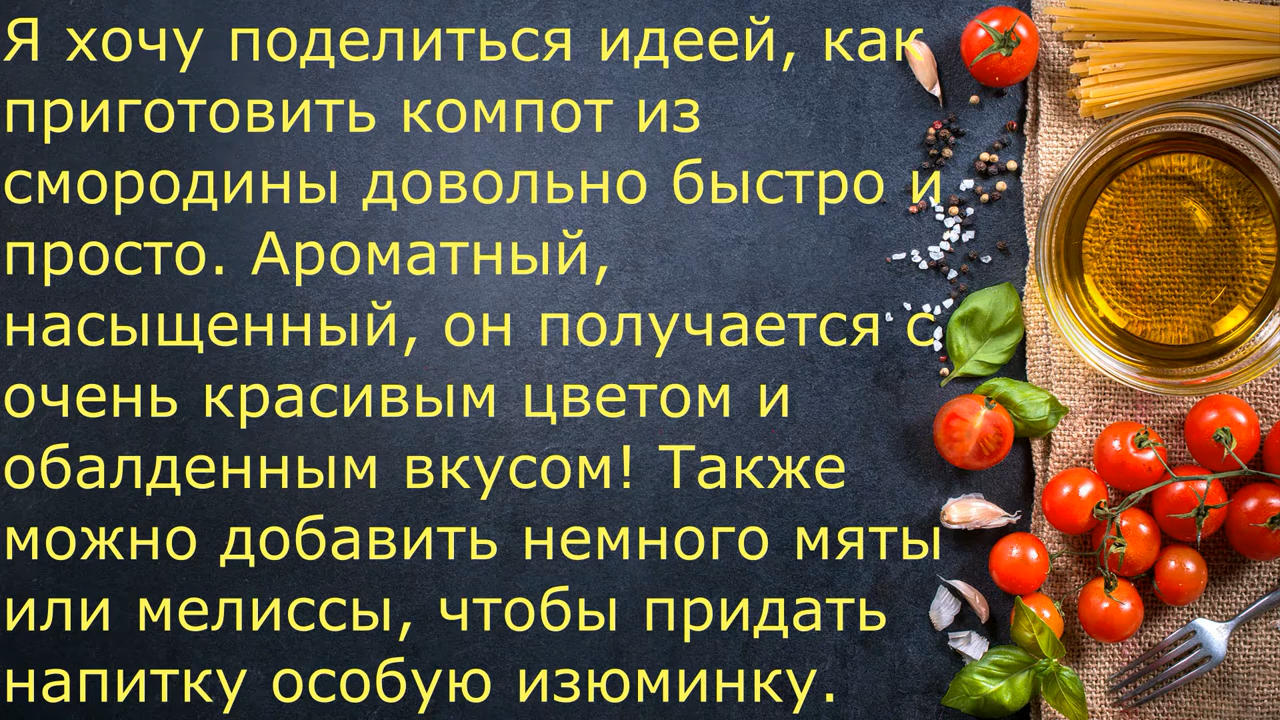 Я хочу поделиться идеей, как
приготовить компот из
смородины довольно быстро и
просто. Ароматный,
насыщенный, он получается с
очень красивым цветом и
обалденным вкусом! Также
можно добавить немного мяты
или мелиссы, чтобы придать
напитку особую изюминку.